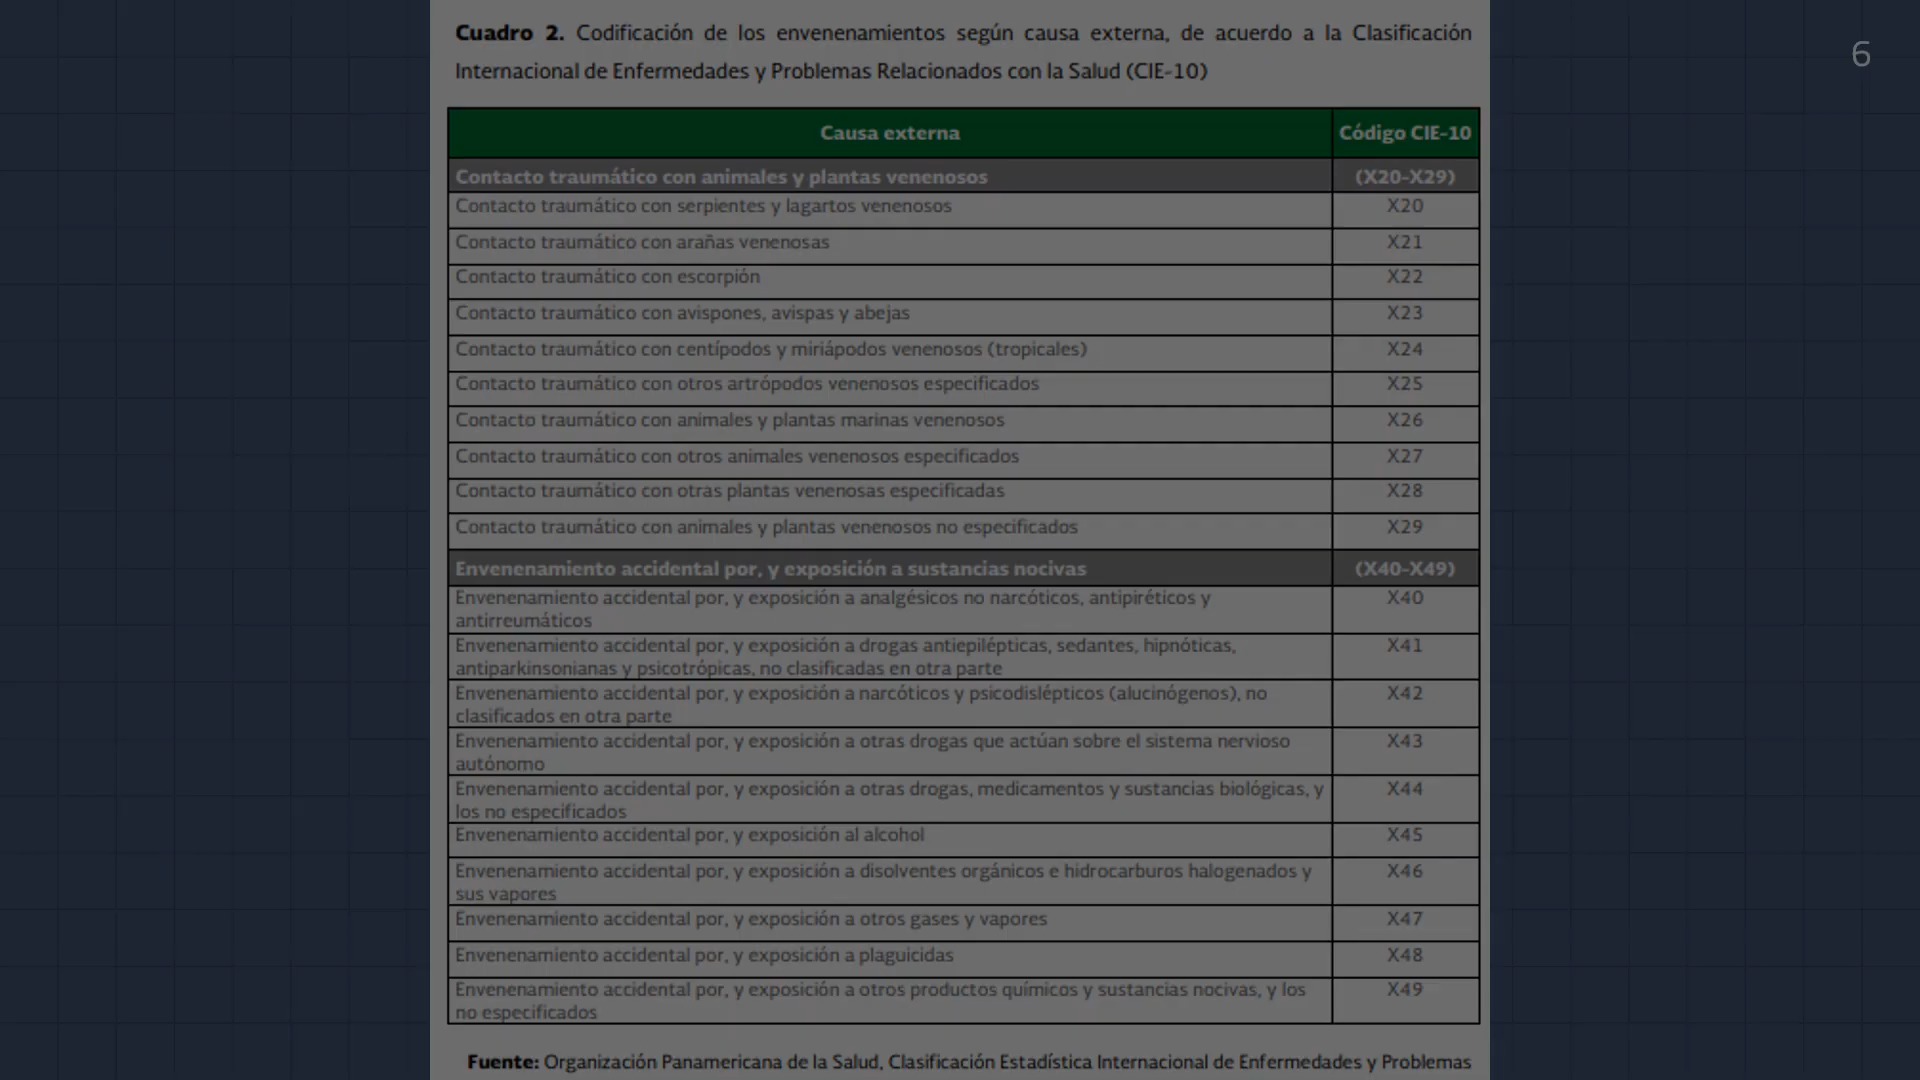 6
Cuadro 2. Codificación de los envenenamientos según causa externa, de acuerdo a la Clasificación
Internacional de Enfermedades y Problemas Relacionados con la Salud (CIE-10)
Causa externa Código CIE-10
Contacto traumático con animales y plantas venenosos (X20-X29)
Contacto traumático con serpientes y lagartos venenosos X20
Contacto traumático con arañas venenosas X21
Contacto traumático con escorpión X22
Contacto traumático con avispones, avispas y abejas X23
Contacto traumático con centípodos y miriápodos venenosos (tropicales) X24
Contacto traumático con otros artrópodos venenosos especificados X25
Contacto traumático con animales y plantas marinas venenosos X26
Contacto traumático con otros animales venenosos especificados X27
Contacto traumático con otras plantas venenosas especificadas X28
Contacto traumático con animales y plantas venenosos no especificados X29
Envenenamiento accidental por, y exposición a sustancias nocivas (X40-X49)
Envenenamiento accidental por, y exposición a analgésicos no narcóticos, antipiréticos y X40
antirreumáticos
Envenenamiento accidental por, y exposición a drogas antiepilépticas, sedantes, hipnóticas, X41
antiparkinsonianas y psicotrópicas, no clasificadas en otra parte
Envenenamiento accidental por, y exposición a narcóticos y psicodislépticos (alucinógenos), no X42
clasificados en otra parte
Envenenamiento accidental por, y exposición a otras drogas que actúan sobre el sistema nervioso X43
autónomo
Envenenamiento accidental por, y exposición a otras drogas, medicamentos y sustancias biológicas, y X44
los no especificados
Envenenamiento accidental por, y exposición al alcohol X45
Envenenamiento accidental por, y exposición a disolventes orgánicos e hidrocarburos halogenados y X46
sus vapores
Envenenamiento accidental por, y exposición a otros gases y vapores X47
Envenenamiento accidental por, y exposición a plaguicidas X48
Envenenamiento accidental por, y exposición a otros productos químicos y sustancias nocivas, y los X49
no especificados
Fuente: Organización Panamericana de la Salud, Clasificación Estadística Internacional de Enfermedades y Problemas